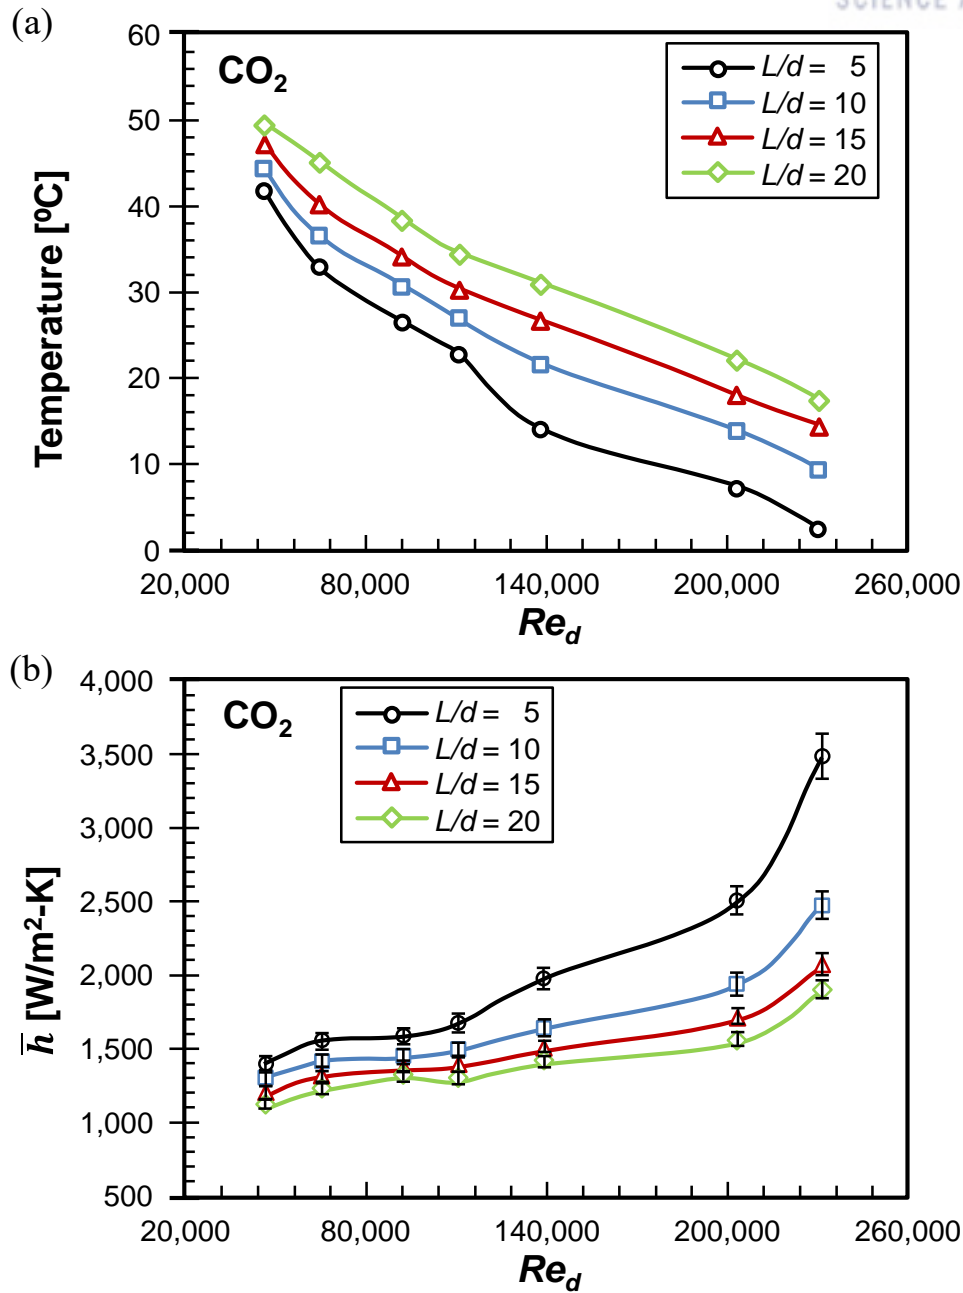 SCIENCE
(a)
CO2
L/d = 5
L/d = 10
L/d = 15
L/d = 20
60
50
40
30
20
10
0
Temperature [ºC]
20,000 80,000 140,000 200,000 260,000
Red
(b)
CO2
L/d = 5
L/d = 10
L/d = 15
L/d = 20
4,000
3,500
3,000
2,500
2,000
1,500
1,000
500
h̅ [W/m²-K]
20,000 80,000 140,000 200,000 260,000
Red